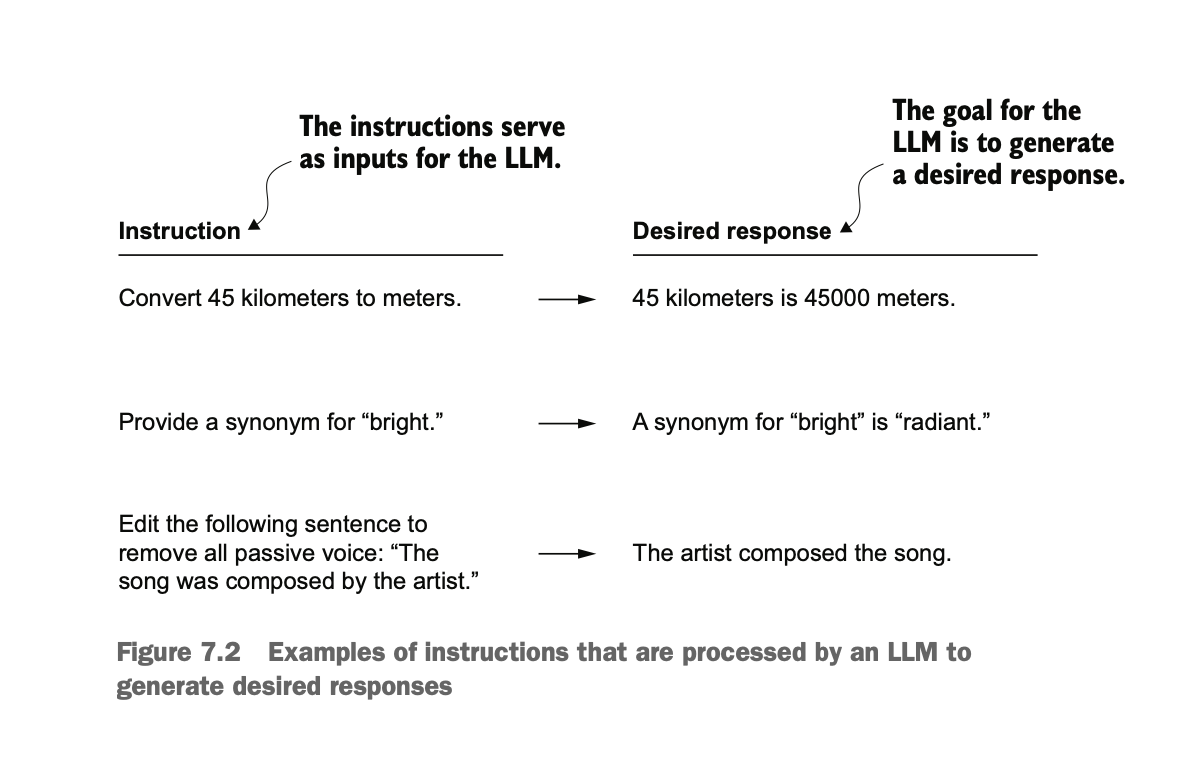 The instructions serve
as inputs for the LLM.
The goal for the
LLM is to generate
a desired response.
Instruction
Desired response
Convert 45 kilometers to meters.
45 kilometers is 45000 meters.
Provide a synonym for “bright.”
A synonym for “bright” is “radiant.”
Edit the following sentence to
remove all passive voice: “The
song was composed by the artist.”
The artist composed the song.
Figure 7.2 Examples of instructions that are processed by an LLM to
generate desired responses